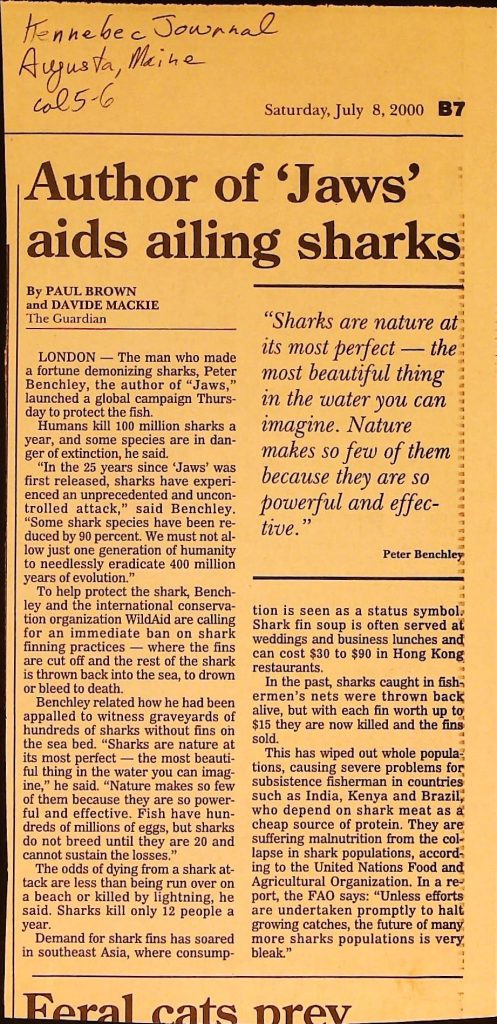 Kennebec Journal
Augusta, Maine
col 5-6
Saturday, July 8, 2000 B7
Author of ‘Jaws’
aids ailing sharks
By PAUL BROWN
and DAVIDE MACKIE
The Guardian
LONDON — The man who made
a fortune demonizing sharks, Peter
Benchley, the author of “Jaws,”
launched a global campaign Thurs-
day to protect the fish.
Humans kill 100 million sharks a
year, and some species are in dan-
ger of extinction, he said.
“In the 25 years since ‘Jaws’ was
first released, sharks have experi-
enced an unprecedented and uncon-
trolled attack,” said Benchley.
“Some shark species have been re-
duced by 90 percent. We must not al-
low just one generation of humanity
to needlessly eradicate 400 million
years of evolution.”
To help protect the shark, Bench-
ley and the international conserva-
tion organization WildAid are calling
for an immediate ban on shark
finning practices — where the fins
are cut off and the rest of the shark
is thrown back into the sea, to drown
or bleed to death.
Benchley related how he had been
appalled to witness graveyards of
hundreds of sharks without fins on
the sea bed. “Sharks are nature at
its most perfect — the most beauti-
ful thing in the water you can imag-
ine,” he said. “Nature makes so few
of them because they are so power-
ful and effective. Fish have hun-
dreds of millions of eggs, but sharks
do not breed until they are 20 and
cannot sustain the losses.”
The odds of dying from a shark at-
tack are less than being run over on
a beach or killed by lightning, he
said. Sharks kill only 12 people a
year.
Demand for shark fins has soared
in southeast Asia, where consump-
“Sharks are nature at
its most perfect — the
most beautiful thing
in the water you can
imagine. Nature
makes so few of them
because they are so
powerful and effec-
tive.”
Peter Benchley
tion is seen as a status symbol.
Shark fin soup is often served at
weddings and business lunches and
can cost $30 to $90 in Hong Kong
restaurants.
In the past, sharks caught in fish-
ermen’s nets were thrown back
alive, but with each fin worth up to
$15 they are now killed and the fins
sold.
This has wiped out whole popula-
tions, causing severe problems for
subsistence fisherman in countries
such as India, Kenya and Brazil,
who depend on shark meat as a
cheap source of protein. They are
suffering malnutrition from the col-
lapse in shark populations, accord-
ing to the United Nations Food and
Agricultural Organization. In a re-
port, the FAO says: “Unless efforts
are undertaken promptly to halt
growing catches, the future of many
more sharks populations is very
bleak.”
Feral cats prey